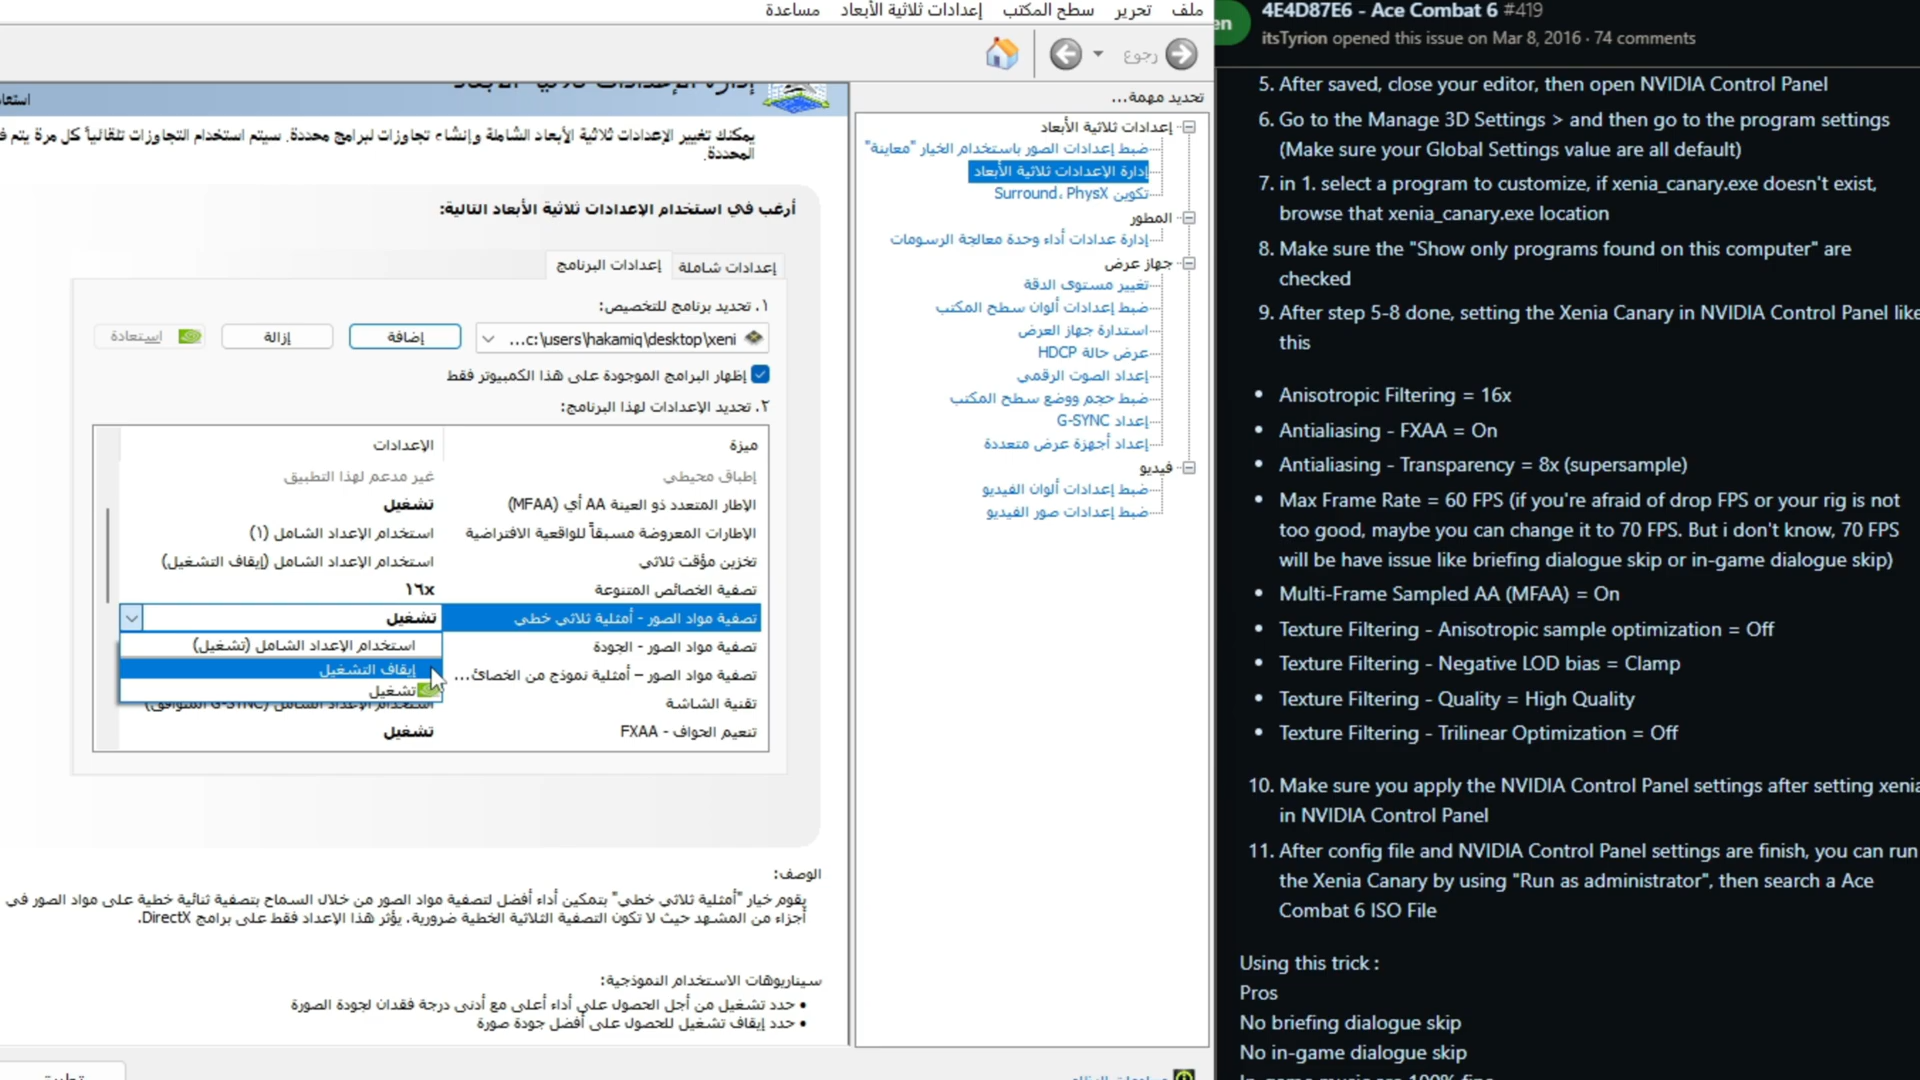 ملف تحرير سطح المكتب إعدادات ثلاثية الأبعاد مساعدة
رجوع
تحديد مهمة...
إعدادات ثلاثية الأبعاد
ضبط إعدادات الصور باستخدام الخيار "معاينة"
إدارة الإعدادات ثلاثية الأبعاد
تكوين Surround، PhysX
المطور
إدارة عدادات أداء وحدة معالجة الرسومات
جهاز عرض
تغيير مستوى الدقة
ضبط إعدادات ألوان سطح المكتب
استدارة جهاز العرض
عرض حالة HDCP
إعداد الصوت الرقمي
ضبط حجم ووضع سطح المكتب
إعداد G-SYNC
إعداد أجهزة عرض متعددة
فيديو
ضبط إعدادات ألوان الفيديو
ضبط إعدادات صور الفيديو
إدارة الإعدادات ثلاثية الأبعاد
يمكنك تغيير الإعدادات ثلاثية الأبعاد الشاملة وإنشاء تجاوزات لبرامج محددة. سيتم استخدام التجاوزات تلقائياً كل مرة يتم
المحددة.
أرغب في استخدام الإعدادات ثلاثية الأبعاد التالية:
إعدادات شاملة إعدادات البرنامج
١. تحديد برنامج للتخصيص:
c:\users\hakamiq\desktop\xeni... إضافة إزالة استعادة
إظهار البرامج الموجودة على هذا الكمبيوتر فقط
٢. تحديد الإعدادات لهذا البرنامج:
ميزة الإعدادات
إطباق محيطي غير مدعم لهذا التطبيق
الإطار المتعدد ذو العينة AA أي (MFAA) تشغيل
الإطارات المعروضة مسبقاً للواقعية الافتراضية استخدام الإعداد الشامل (١)
تخزين مؤقت ثلاثي استخدام الإعداد الشامل (إيقاف التشغيل)
تصفية الخصائص المتنوعة ١٦x
تصفية مواد الصور - أمثلية ثلاثي خطي تشغيل
استخدام الإعداد الشامل (تشغيل)
إيقاف التشغيل
تشغيل
تصفية مواد الصور - الجودة
تصفية مواد الصور – أمثلية نموذج من الخصائ...
تقنية الشاشة استخدام الإعداد الشامل (G-SYNC المتوافق)
تنعيم الحواف - FXAA تشغيل
الوصف:
يقوم خيار "أمثلية ثلاثي خطي" بتمكين أداء أفضل لتصفية مواد الصور من خلال السماح بتصفية ثنائية خطية على مواد الصور في
أجزاء من المشهد حيث لا تكون التصفية الثلاثية الخطية ضرورية. يؤثر هذا الإعداد فقط على برامج DirectX.
سيناريوهات الاستخدام النموذجية:
• حدد تشغيل من أجل الحصول على أداء أعلى مع أدنى درجة فقدان لجودة الصورة
• حدد إيقاف تشغيل للحصول على أفضل جودة صورة
4E4D87E6 - Ace Combat 6 #419
itsTyrion opened this issue on Mar 8, 2016 · 74 comments
5. After saved, close your editor, then open NVIDIA Control Panel
6. Go to the Manage 3D Settings > and then go to the program settings
(Make sure your Global Settings value are all default)
7. in 1. select a program to customize, if xenia_canary.exe doesn't exist,
browse that xenia_canary.exe location
8. Make sure the "Show only programs found on this computer" are
checked
9. After step 5-8 done, setting the Xenia Canary in NVIDIA Control Panel like
this
• Anisotropic Filtering = 16x
• Antialiasing - FXAA = On
• Antialiasing - Transparency = 8x (supersample)
• Max Frame Rate = 60 FPS (if you're afraid of drop FPS or your rig is not
too good, maybe you can change it to 70 FPS. But i don't know, 70 FPS
will be have issue like briefing dialogue skip or in-game dialogue skip)
• Multi-Frame Sampled AA (MFAA) = On
• Texture Filtering - Anisotropic sample optimization = Off
• Texture Filtering - Negative LOD bias = Clamp
• Texture Filtering - Quality = High Quality
• Texture Filtering - Trilinear Optimization = Off
10. Make sure you apply the NVIDIA Control Panel settings after setting xenia
in NVIDIA Control Panel
11. After config file and NVIDIA Control Panel settings are finish, you can run
the Xenia Canary by using "Run as administrator", then search a Ace
Combat 6 ISO File
Using this trick :
Pros
No briefing dialogue skip
No in-game dialogue skip